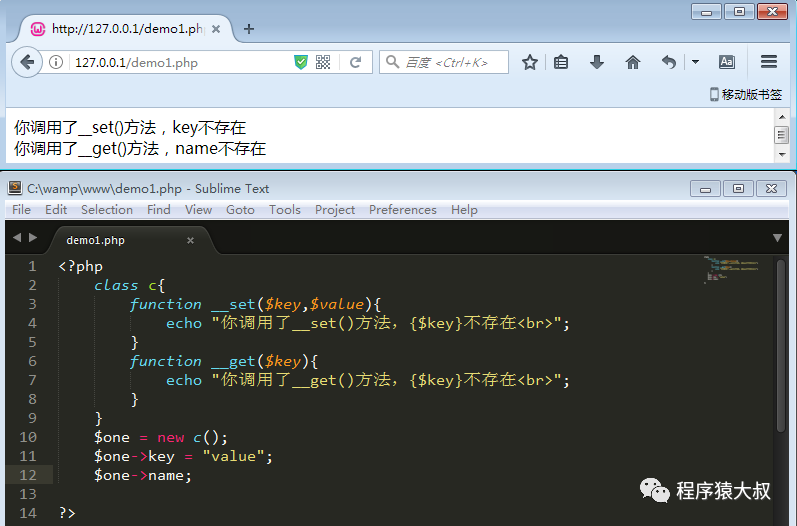 http://127.0.0.1/demo1.php
127.0.0.1/demo1.php
百度 <Ctrl+K>
移动版书签
你调用了__set()方法，key不存在
你调用了__get()方法，name不存在
C:\wamp\www\demo1.php - Sublime Text
File Edit Selection Find View Goto Tools Project Preferences Help
demo1.php
1 <?php
2 class c{
3 function __set($key,$value){
4 echo "你调用了__set()方法，{$key}不存在<br>";
5 }
6 function __get($key){
7 echo "你调用了__get()方法，{$key}不存在<br>";
8 }
9 }
10 $one = new c();
11 $one->key = "value";
12 $one->name;
13
14 ?>
程序猿大叔